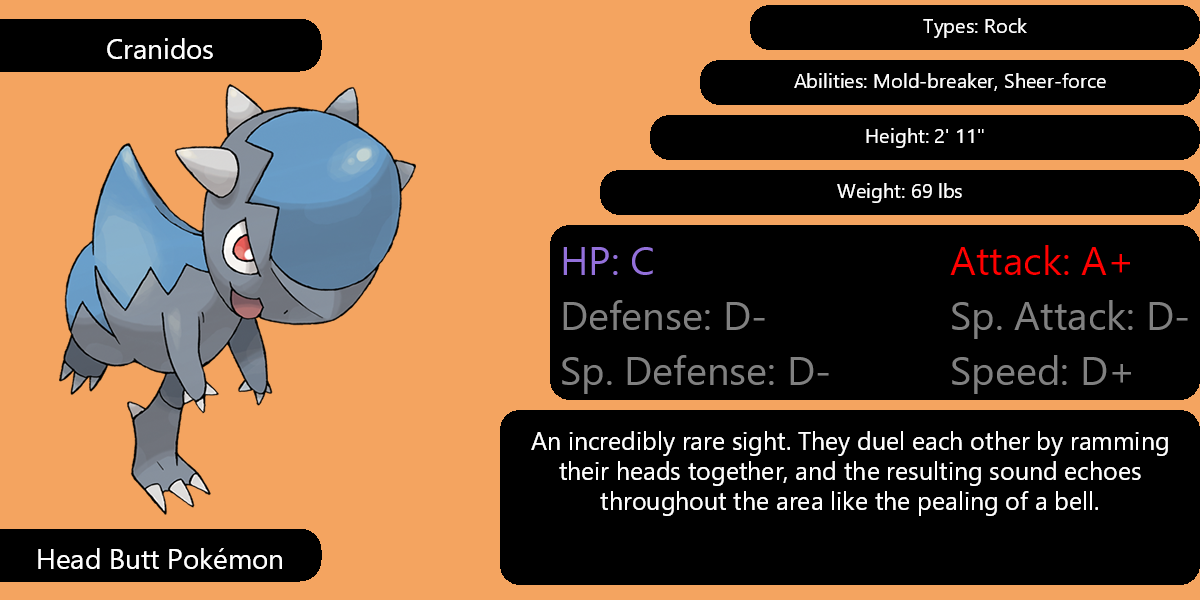 Cranidos
Types: Rock
Abilities: Mold-breaker, Sheer-force
Height: 2' 11"
Weight: 69 lbs
HP: C
Attack: A+
Defense: D-
Sp. Attack: D-
Sp. Defense: D-
Speed: D+
An incredibly rare sight. They duel each other by ramming
their heads together, and the resulting sound echoes
throughout the area like the pealing of a bell.
Head Butt Pokémon